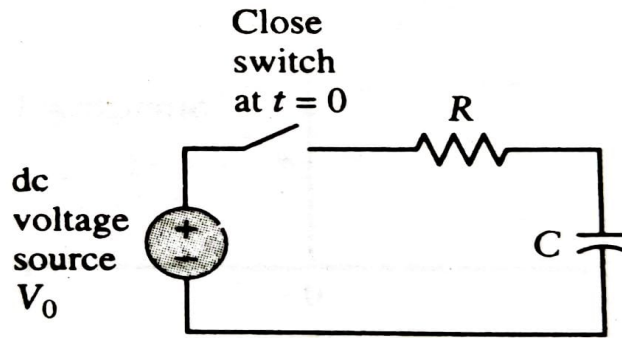 Close
switch
at t = 0
R
dc
voltage
source
V₀
+
−
C